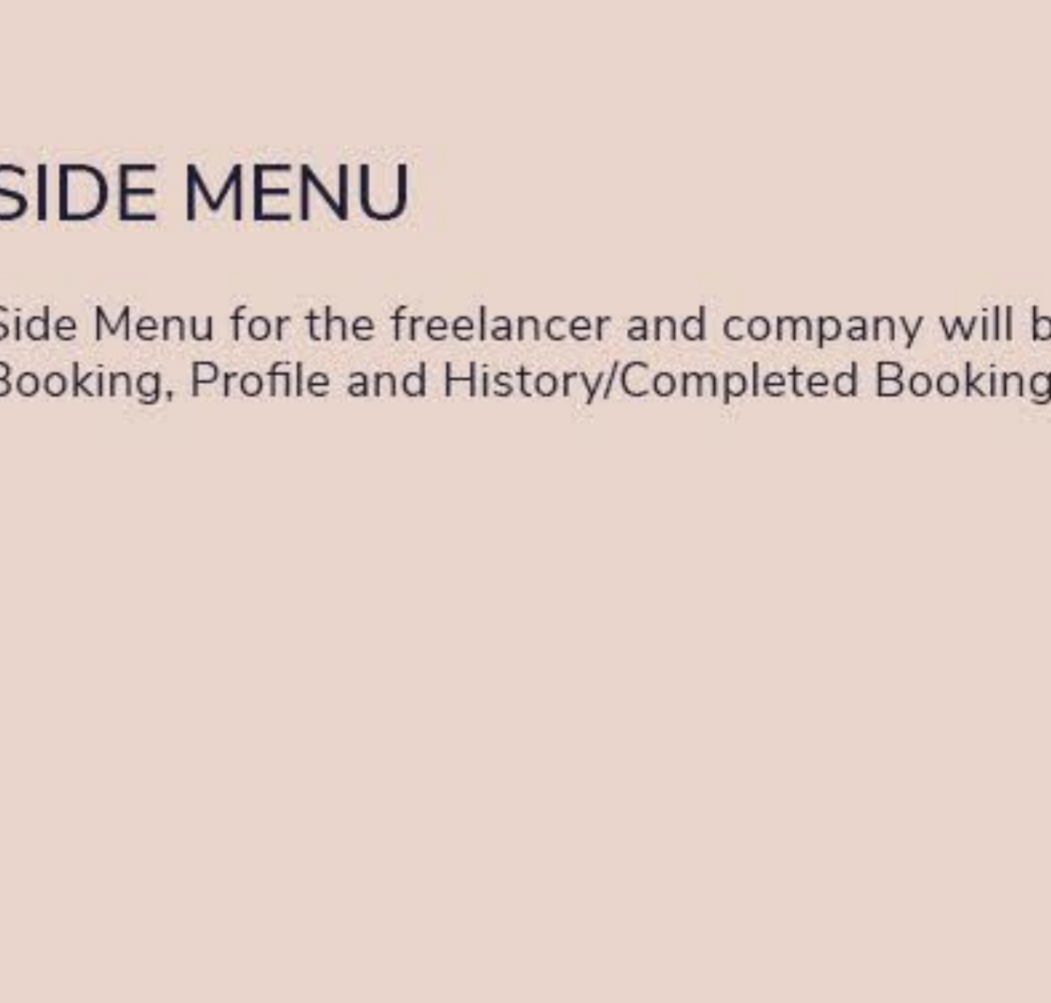 SIDE MENU
Side Menu for the freelancer and company will
Booking, Profile and History/Completed Booking